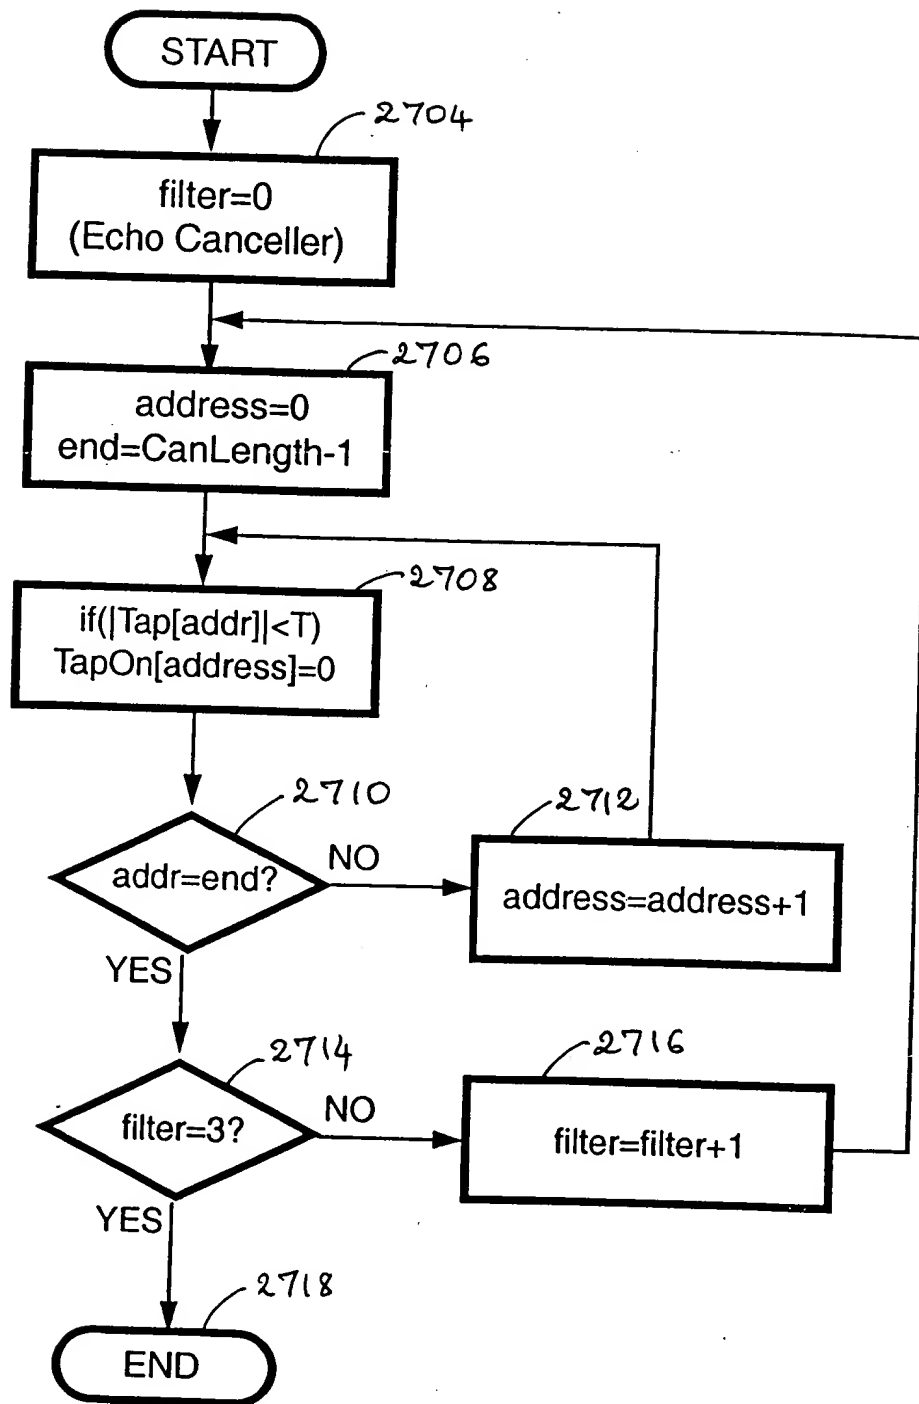 START
2704
filter=0
(Echo Canceller)
2706
address=0
end=CanLength-1
2708
if(|Tap[addr]|<T)
TapOn[address]=0
2710
addr=end?
NO
2712
address=address+1
YES
2714
filter=3?
NO
2716
filter=filter+1
YES
2718
END